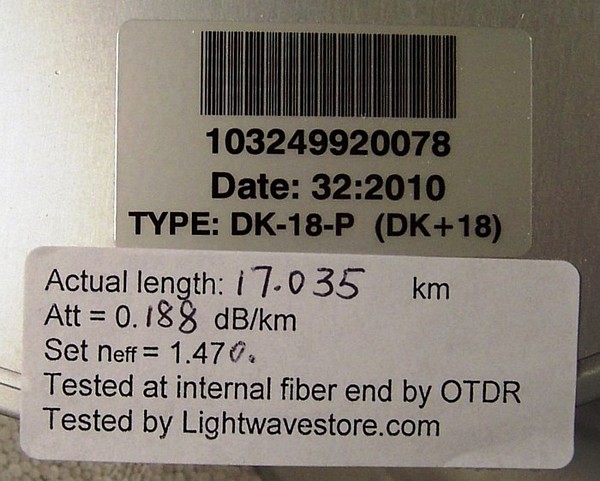 103249920078
Date: 32:2010
TYPE: DK-18-P (DK+18)
Actual length: 17.035 km
Att = 0.188 dB/km
Set neff = 1.470.
Tested at internal fiber end by OTDR
Tested by Lightwavestore.com